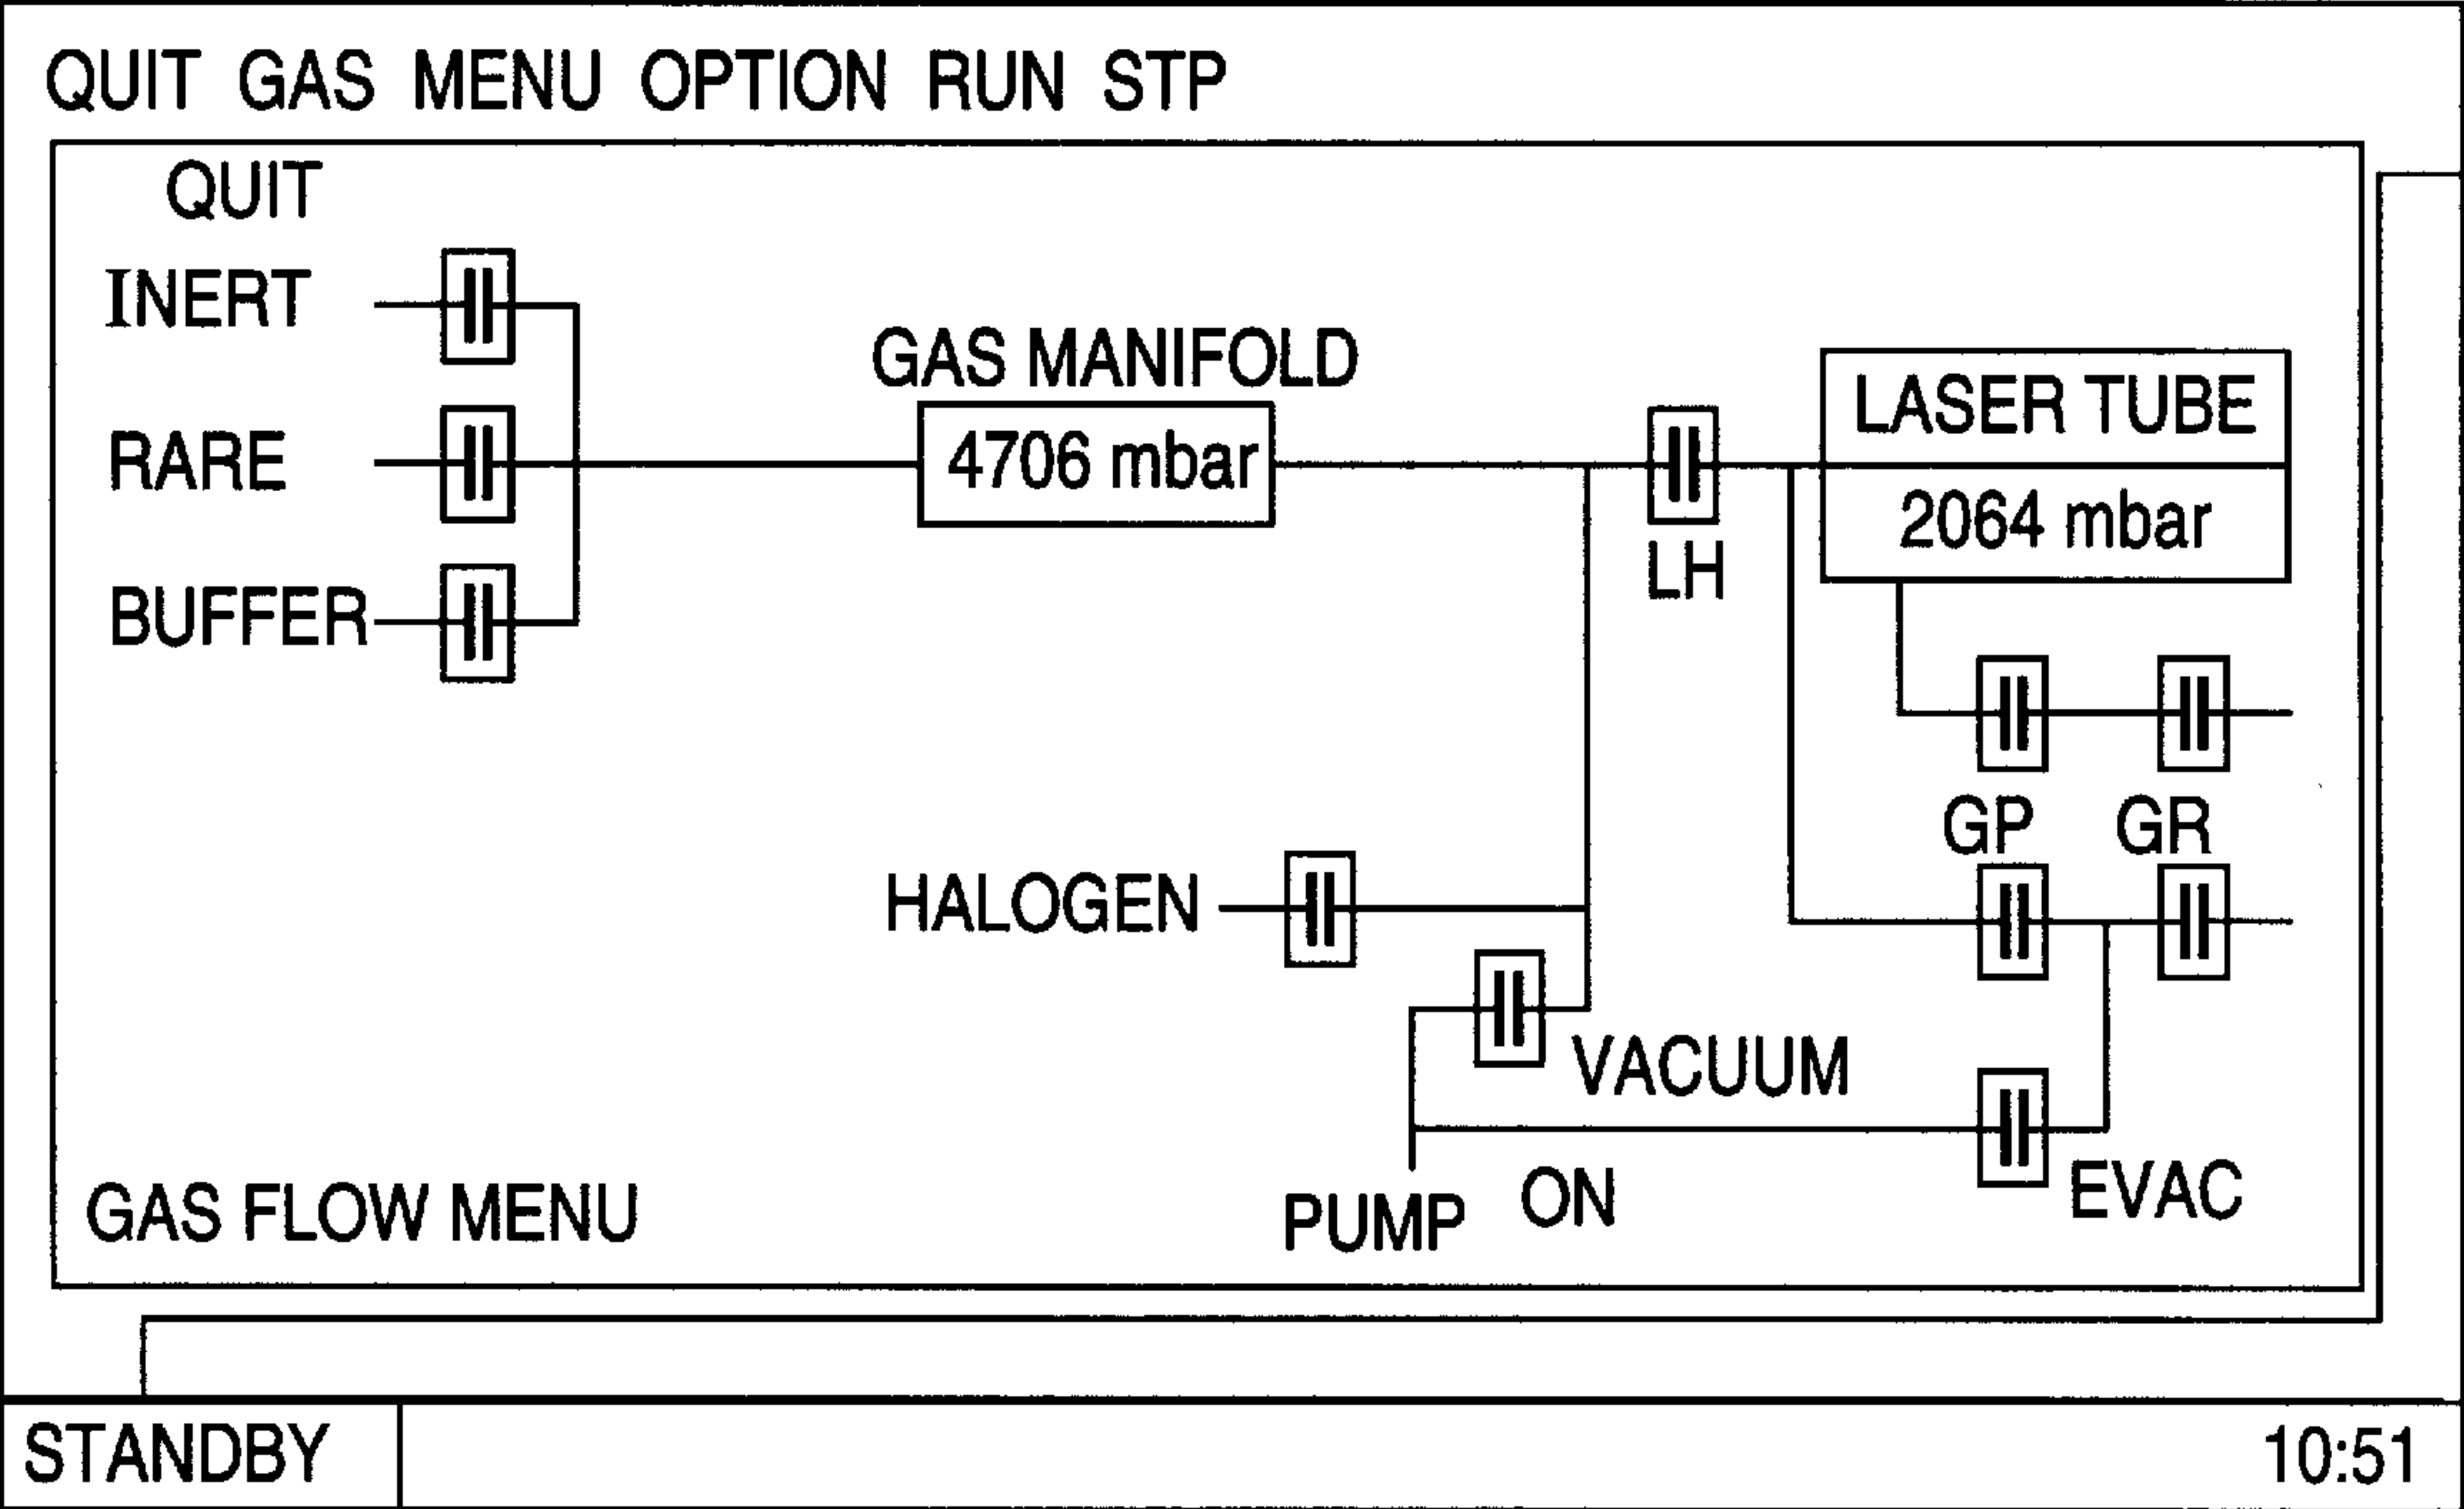 QUIT GAS MENU OPTION RUN STP
QUIT
INERT
GAS MANIFOLD
LASER TUBE
RARE
4706 mbar
2064 mbar
LH
BUFFER
GP GR
HALOGEN
VACUUM
EVAC
PUMP ON
GAS FLOW MENU
STANDBY
10:51